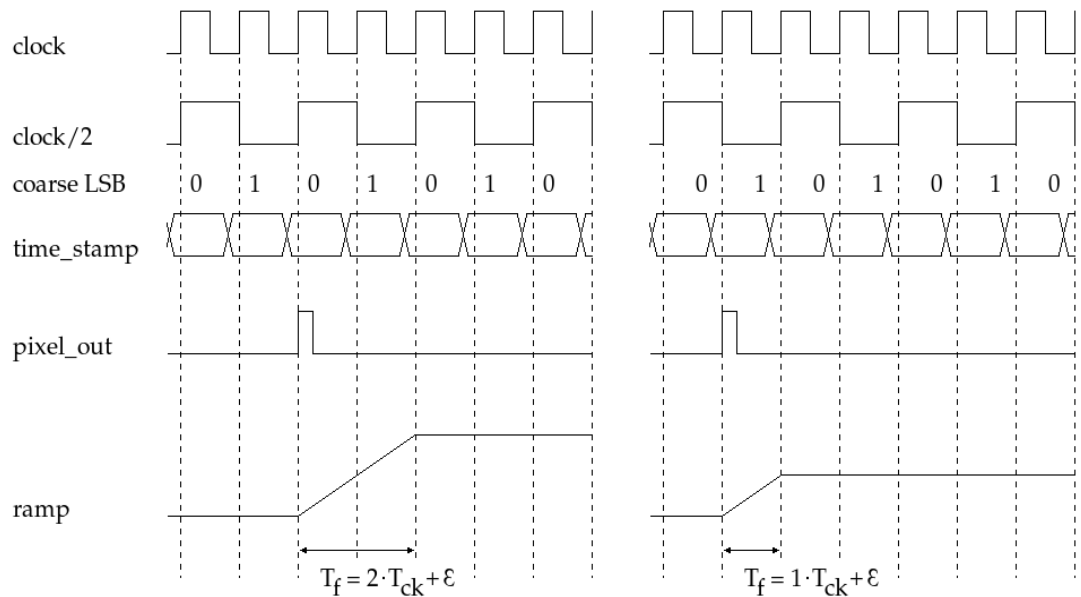 clock
clock/2
coarse LSB 0 1 0 1 0 1 0 0 1 0 1 0 1 0
time_stamp
pixel_out
ramp
T_f = 2·T_ck + ε T_f = 1·T_ck + ε